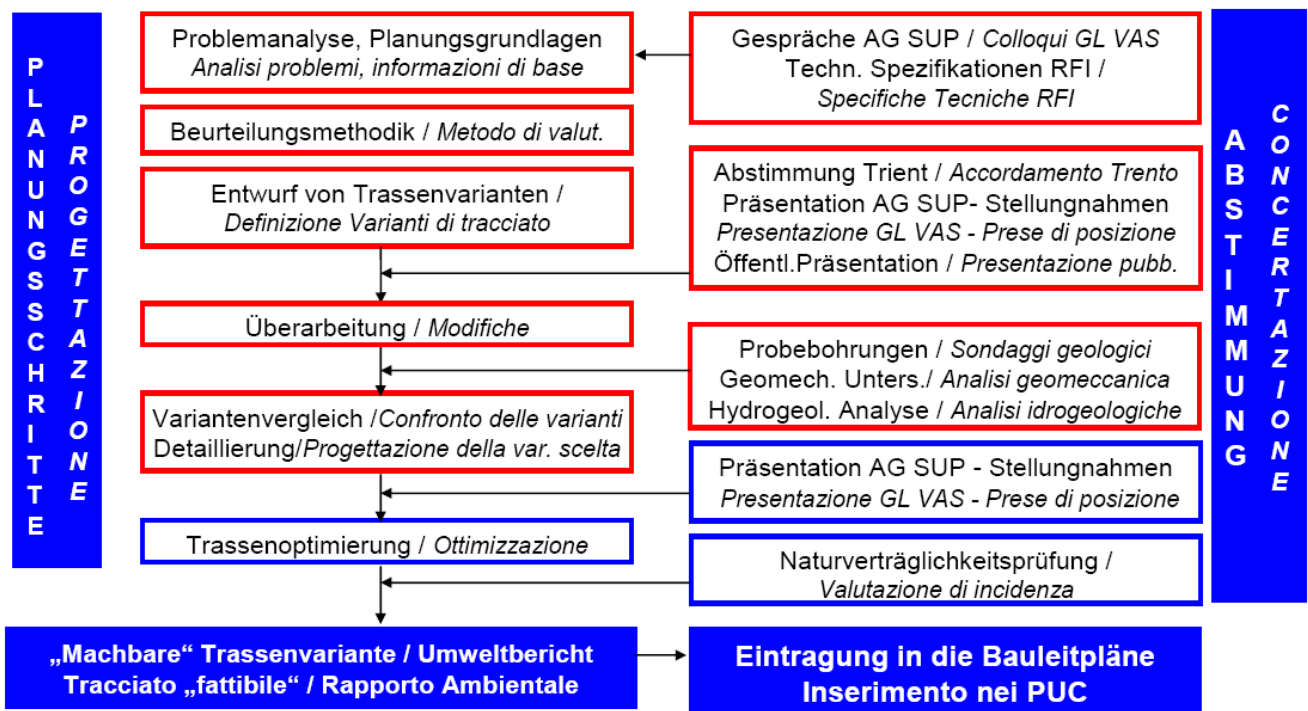 PLANUNGSSCHRITTE
PROGETTAZIONE
Problemanalyse, Planungsgrundlagen
Analisi problemi, informazioni di base
Beurteilungsmethodik / Metodo di valut.
Entwurf von Trassenvarianten /
Definizione Varianti di tracciato
Überarbeitung / Modifiche
Variantenvergleich /Confronto delle varianti
Detaillierung/Progettazione della var. scelta
Trassenoptimierung / Ottimizzazione
„Machbare“ Trassenvariante / Umweltbericht
Tracciato „fattibile“ / Rapporto Ambientale
Gespräche AG SUP / Colloqui GL VAS
Techn. Spezifikationen RFI /
Specifiche Tecniche RFI
Abstimmung Trient / Accordamento Trento
Präsentation AG SUP- Stellungnahmen
Presentazione GL VAS - Prese di posizione
Öffentl.Präsentation / Presentazione pubb.
Probebohrungen / Sondaggi geologici
Geomech. Unters./ Analisi geomeccanica
Hydrogeol. Analyse / Analisi idrogeologiche
Präsentation AG SUP - Stellungnahmen
Presentazione GL VAS - Prese di posizione
Naturverträglichkeitsprüfung /
Valutazione di incidenza
Eintragung in die Bauleitpläne
Inserimento nei PUC
ABSTIMMUNG
CONCERTAZIONE